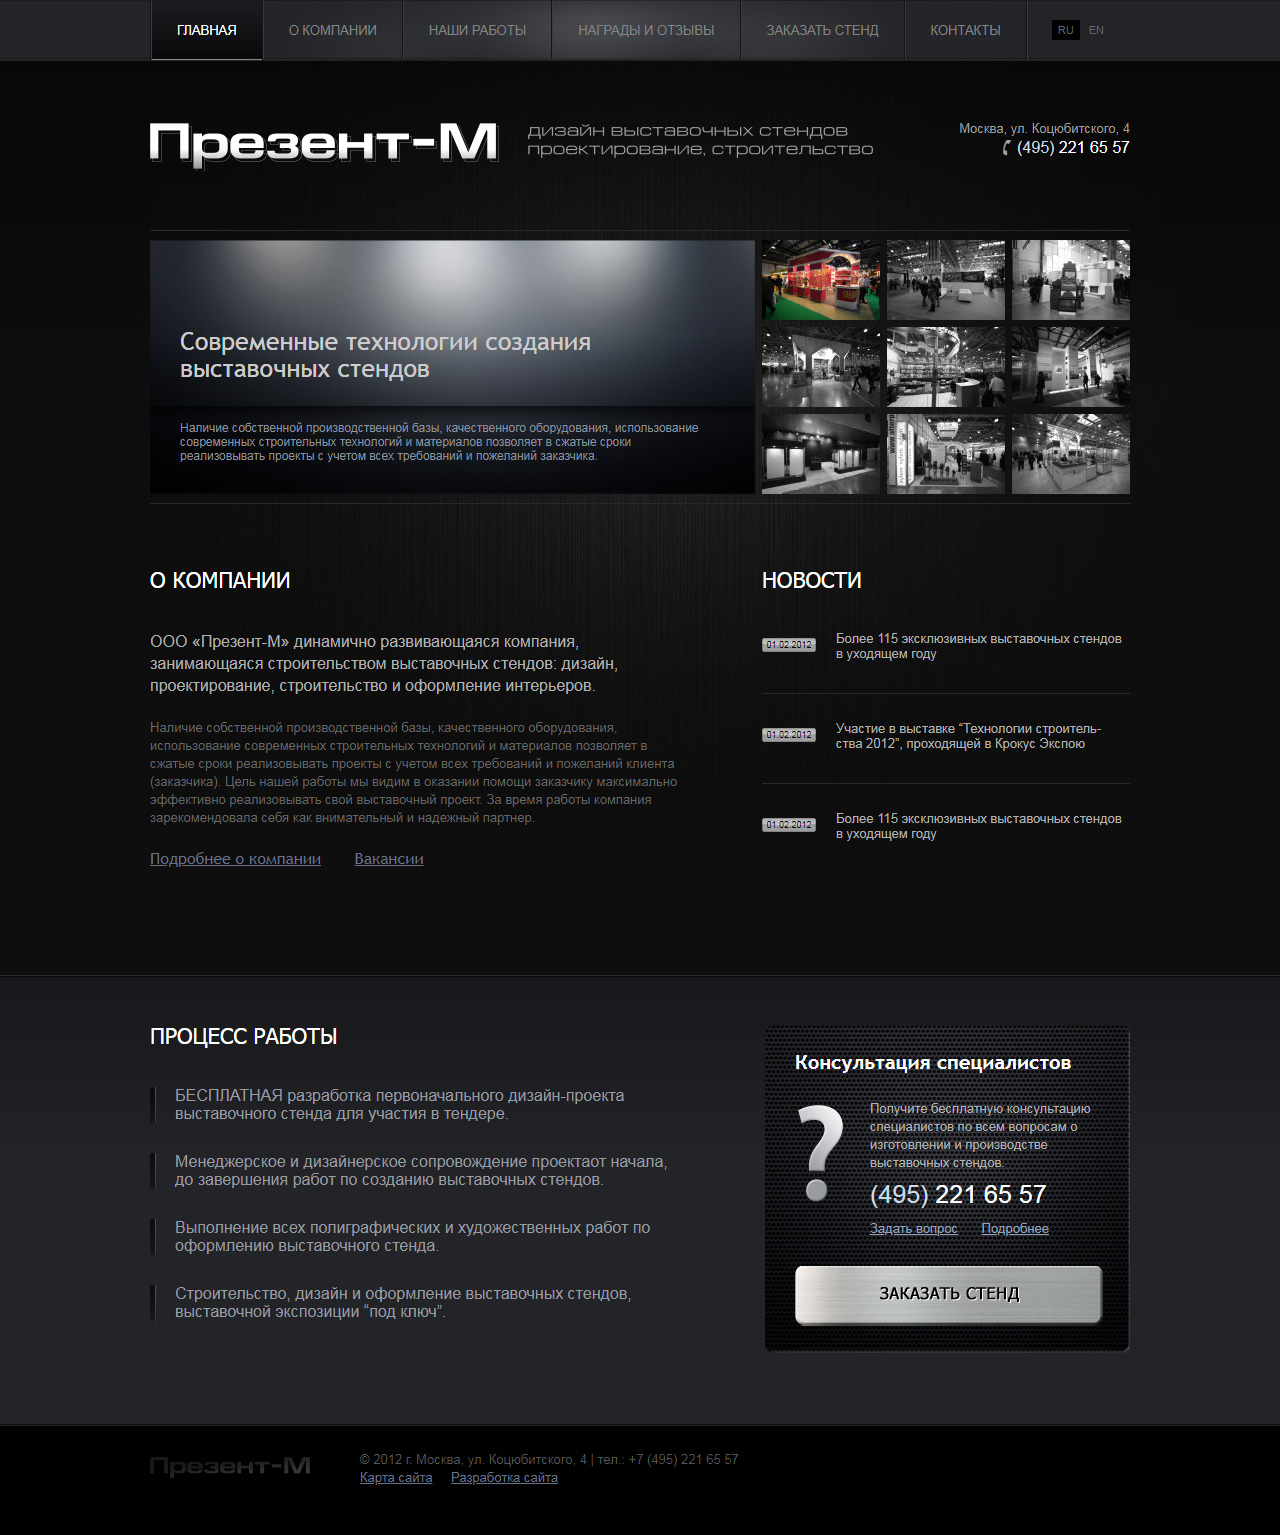 ГЛАВНАЯ
О КОМПАНИИ
НАШИ РАБОТЫ
НАГРАДЫ И ОТЗЫВЫ
ЗАКАЗАТЬ СТЕНД
КОНТАКТЫ
RU
EN
Презент-М
дизайн выставочных стендов
проектирование, строительство
Москва, ул. Коцюбитского, 4
(495) 221 65 57
Современные технологии создания
выставочных стендов
Наличие собственной производственной базы, качественного оборудования, использование
современных строительных технологий и материалов позволяет в сжатые сроки
реализовывать проекты с учетом всех требований и пожеланий заказчика.
О КОМПАНИИ
ООО «Презент-М» динамично развивающаяся компания,
занимающаяся строительством выставочных стендов: дизайн,
проектирование, строительство и оформление интерьеров.
Наличие собственной производственной базы, качественного оборудования,
использование современных строительных технологий и материалов позволяет в
сжатые сроки реализовывать проекты с учетом всех требований и пожеланий клиента
(заказчика). Цель нашей работы мы видим в оказании помощи заказчику максимально
эффективно реализовывать свой выставочный проект. За время работы компания
зарекомендовала себя как внимательный и надежный партнер.
Подробнее о компании
Вакансии
НОВОСТИ
01.02.2012
Более 115 эксклюзивных выставочных стендов
в уходящем году
01.02.2012
Участие в выставке “Технологии строитель-
ства 2012”, проходящей в Крокус Экспою
01.02.2012
Более 115 эксклюзивных выставочных стендов
в уходящем году
ПРОЦЕСС РАБОТЫ
БЕСПЛАТНАЯ разработка первоначального дизайн-проекта
выставочного стенда для участия в тендере.
Менеджерское и дизайнерское сопровождение проектаот начала,
до завершения работ по созданию выставочных стендов.
Выполнение всех полиграфических и художественных работ по
оформлению выставочного стенда.
Строительство, дизайн и оформление выставочных стендов,
выставочной экспозиции “под ключ”.
Консультация специалистов
?
Получите бесплатную консультацию
специалистов по всем вопросам о
изготовлении и производстве
выставочных стендов.
(495) 221 65 57
Задать вопрос
Подробнее
ЗАКАЗАТЬ СТЕНД
Презент-М
© 2012 г. Москва, ул. Коцюбитского, 4 | тел.: +7 (495) 221 65 57
Карта сайта
Разработка сайта